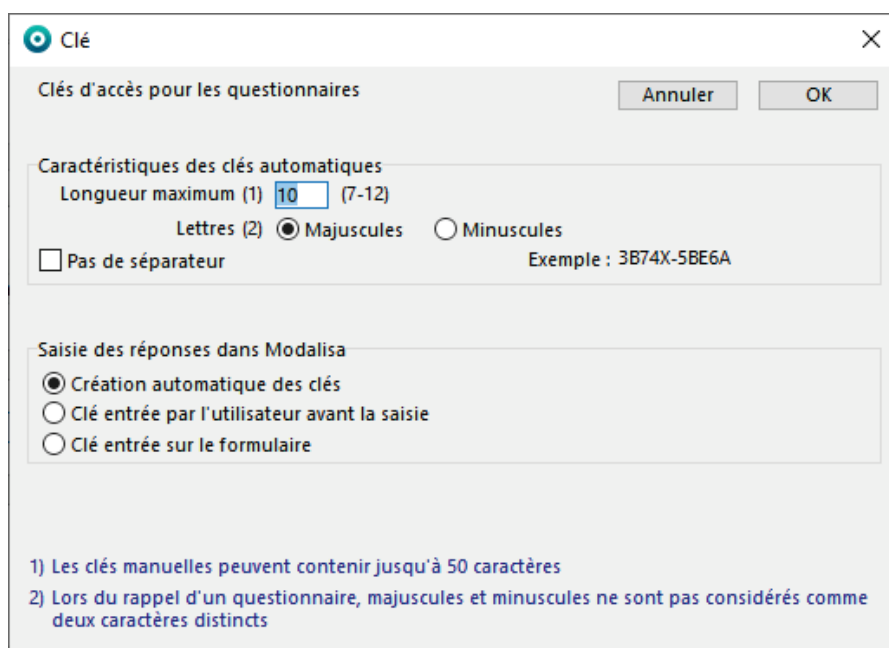 Clé
Clés d'accès pour les questionnaires
Annuler
OK
Caractéristiques des clés automatiques
Longueur maximum (1) 10 (7-12)
Lettres (2) Majuscules Minuscules
Pas de séparateur
Exemple : 3B74X-5BE6A
Saisie des réponses dans Modalisa
Création automatique des clés
Clé entrée par l'utilisateur avant la saisie
Clé entrée sur le formulaire
1) Les clés manuelles peuvent contenir jusqu'à 50 caractères
2) Lors du rappel d'un questionnaire, majuscules et minuscules ne sont pas considérés comme
deux caractères distincts